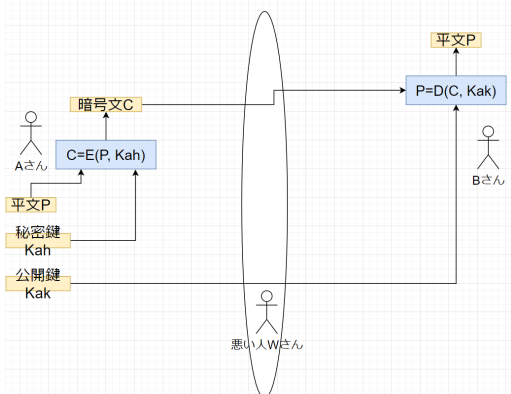 平文P
P=D(C, Kak)
暗号文C
C=E(P, Kah)
Aさん
Bさん
平文P
秘密鍵
Kah
公開鍵
Kak
悪い人Wさん